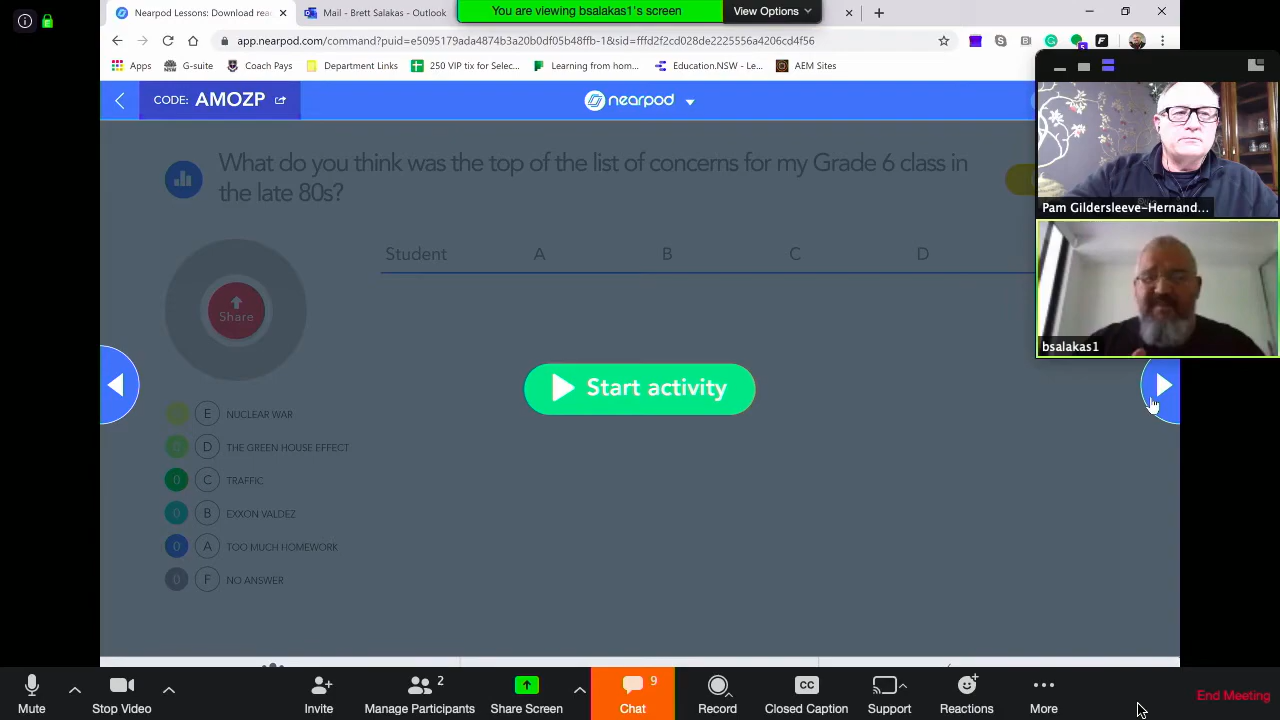 You are viewing bsalakas1's screen
View Options
Nearpod Lessons: Download rea
Mail - Brett Salakas - Outlook
app.nearpod.com/command?puid=e5095c179ada4874b3a20b0df05b48ffb-1&sid=fffd2f2cd028de2225556a4206cd4f56
Apps
G-suite
Coach Pays
Department Links
250 VIP tix for Selec...
Learning from hom...
Education.NSW - Le...
AEM Sites
CODE: AMOZP
nearpod
What do you think was the top of the list of concerns for my Grade 6 class in
the late 80s?
Pam Gildersleeve-Hernand...
Student A B C D
Share
bsalakas1
Start activity
E NUCLEAR WAR
D THE GREEN HOUSE EFFECT
0 C TRAFFIC
0 B EXXON VALDEZ
0 A TOO MUCH HOMEWORK
0 F NO ANSWER
2
9
Mute
Stop Video
Invite
Manage Participants
Share Screen
Chat
Record
CC
Closed Caption
Support
Reactions
More
End Meeting